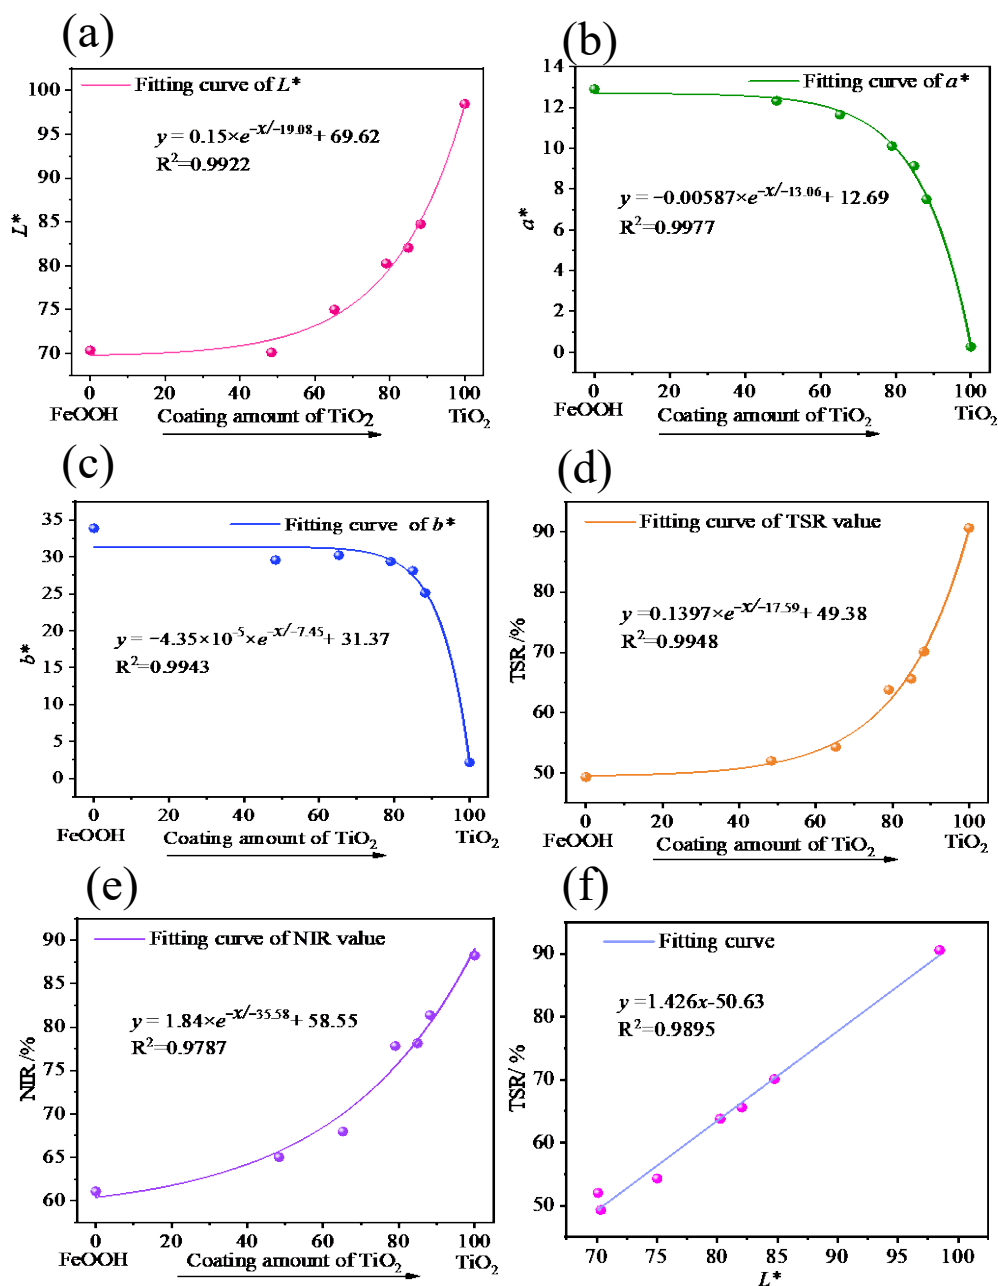 (a)
Fitting curve of L*
y = 0.15×e^−x/−19.08 + 69.62
R²=0.9922
100
95
90
85
80
75
70
L*
0 20 40 60 80 100
FeOOH Coating amount of TiO₂ TiO₂
(b)
Fitting curve of a*
y = −0.00587×e^−x/−13.06 + 12.69
R²=0.9977
14
12
10
8
6
4
2
0
a*
0 20 40 60 80 100
FeOOH Coating amount of TiO₂ TiO₂
(c)
Fitting curve of b*
y = −4.35×10⁻⁵×e^−x/−7.45 + 31.37
R²=0.9943
35
30
25
20
15
10
5
0
b*
0 20 40 60 80 100
FeOOH Coating amount of TiO₂ TiO₂
(d)
Fitting curve of TSR value
y =0.1397×e^−x/−17.59 + 49.38
R²=0.9948
90
80
70
60
50
TSR /%
0 20 40 60 80 100
FeOOH Coating amount of TiO₂ TiO₂
(e)
Fitting curve of NIR value
y = 1.84×e^−x/−35.58 + 58.55
R²=0.9787
90
85
80
75
70
65
60
NIR /%
0 20 40 60 80 100
FeOOH Coating amount of TiO₂ TiO₂
(f)
Fitting curve
y =1.426x-50.63
R²=0.9895
90
80
70
60
50
TSR/ %
70 75 80 85 90 95 100
L*